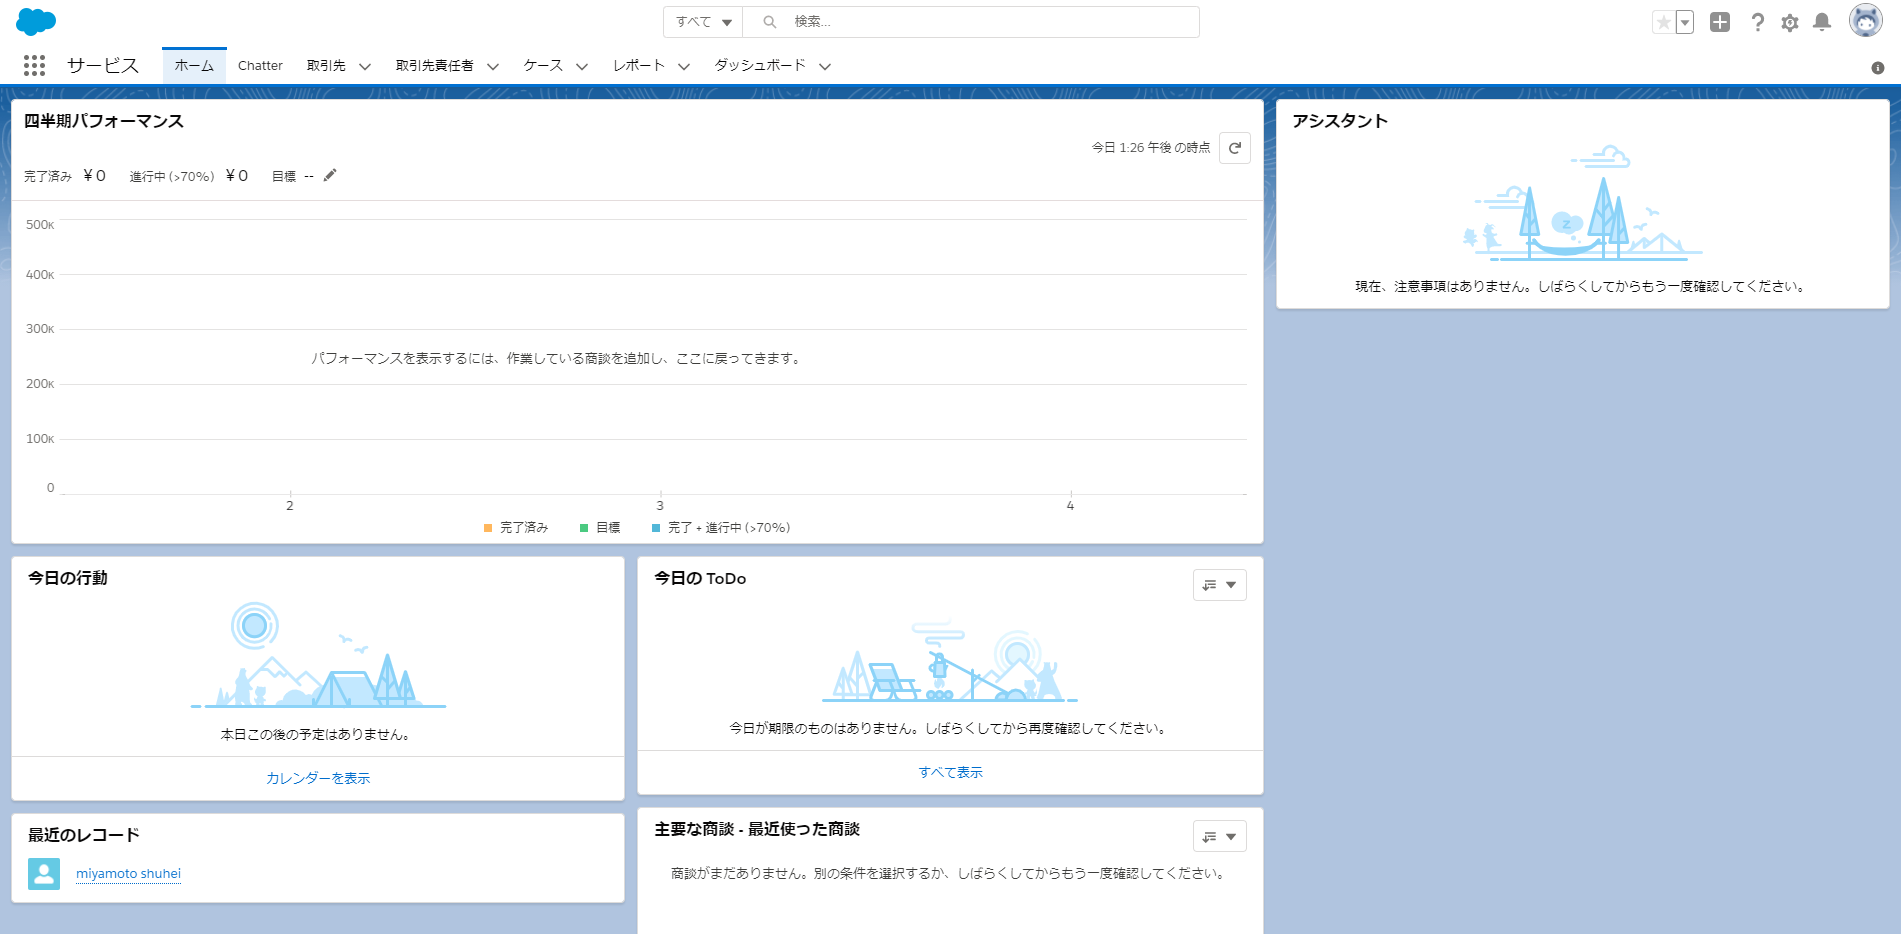 すべて 検索...
サービス ホーム Chatter 取引先 取引先責任者 ケース レポート ダッシュボード
四半期パフォーマンス
今日 1:26 午後 の時点
完了済み ¥ 0 進行中 (>70%) ¥ 0 目標 --
500K
400K
300K
パフォーマンスを表示するには、作業している商談を追加し、ここに戻ってきます。
200K
100K
0
2 3 4
完了済み 目標 完了 + 進行中 (>70%)
アシスタント
z
現在、注意事項はありません。しばらくしてからもう一度確認してください。
今日の行動
本日この後の予定はありません。
カレンダーを表示
今日の ToDo
今日が期限のものはありません。しばらくしてから再度確認してください。
すべて表示
最近のレコード
miyamoto shuhei
主要な商談 - 最近使った商談
商談がまだありません。別の条件を選択するか、しばらくしてからもう一度確認してください。